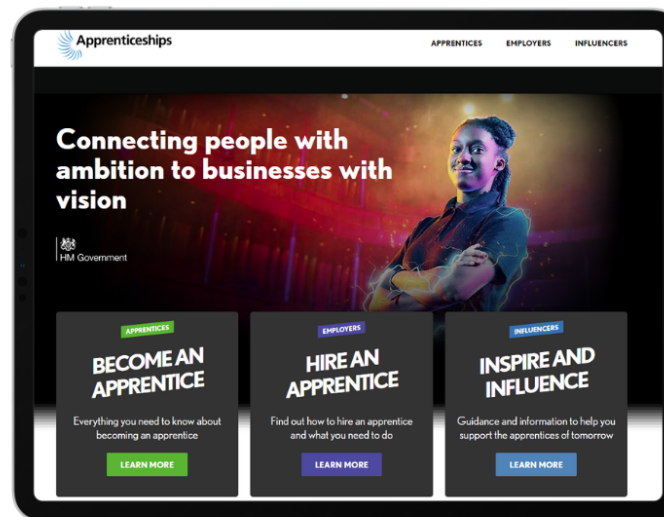 Apprenticeships
APPRENTICES EMPLOYERS INFLUENCERS
Connecting people with
ambition to businesses with
vision
HM Government
APPRENTICES
BECOME AN
APPRENTICE
Everything you need to know about
becoming an apprentice
LEARN MORE
EMPLOYERS
HIRE AN
APPRENTICE
Find out how to hire an apprentice
and what you need to do
LEARN MORE
INFLUENCERS
INSPIRE AND
INFLUENCE
Guidance and information to help you
support the apprentices of tomorrow
LEARN MORE